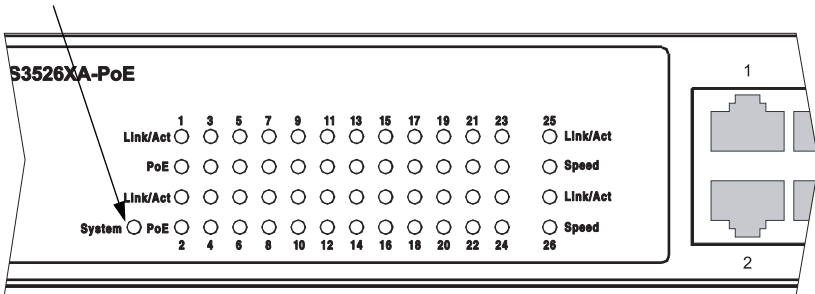 S3526XA-PoE
1
1 3 5 7 9 11 13 15 17 19 21 23 25
Link/Act Link/Act
PoE Speed
Link/Act Link/Act
System PoE Speed
2 4 6 8 10 12 14 16 18 20 22 24 26
2